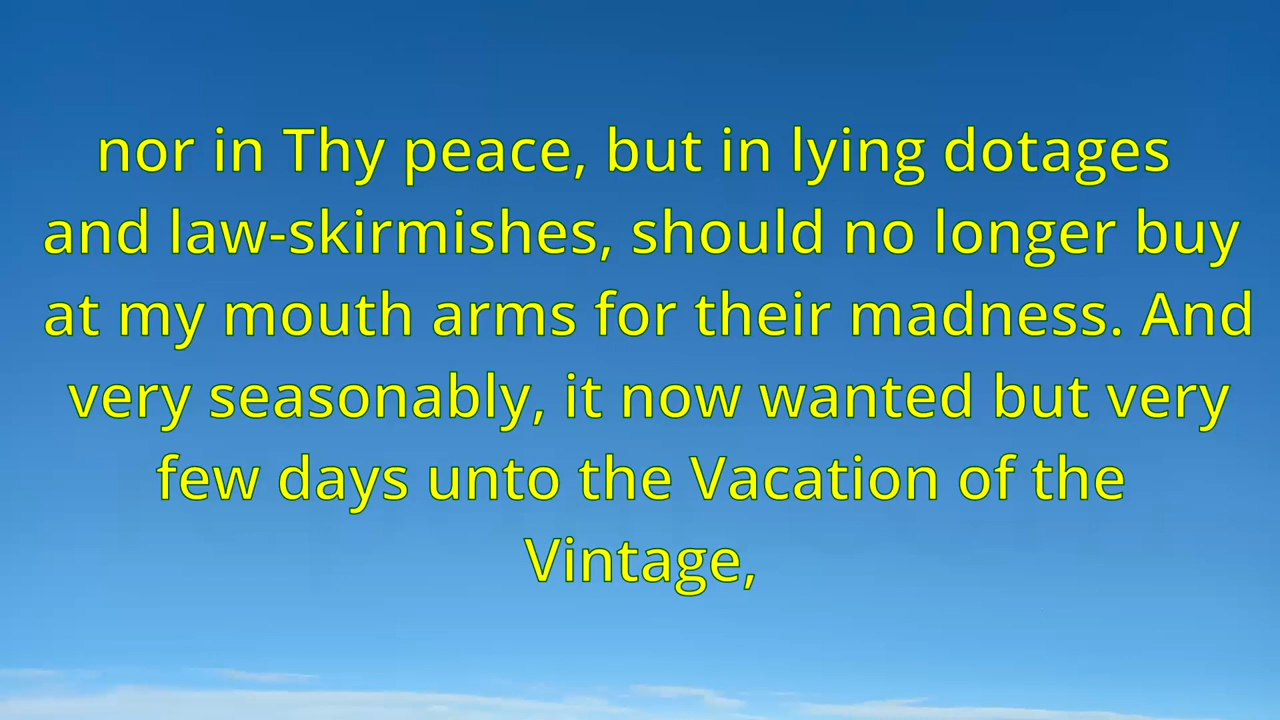 nor in Thy peace, but in lying dotages
and law-skirmishes, should no longer buy
at my mouth arms for their madness. And
very seasonably, it now wanted but very
few days unto the Vacation of the
Vintage,